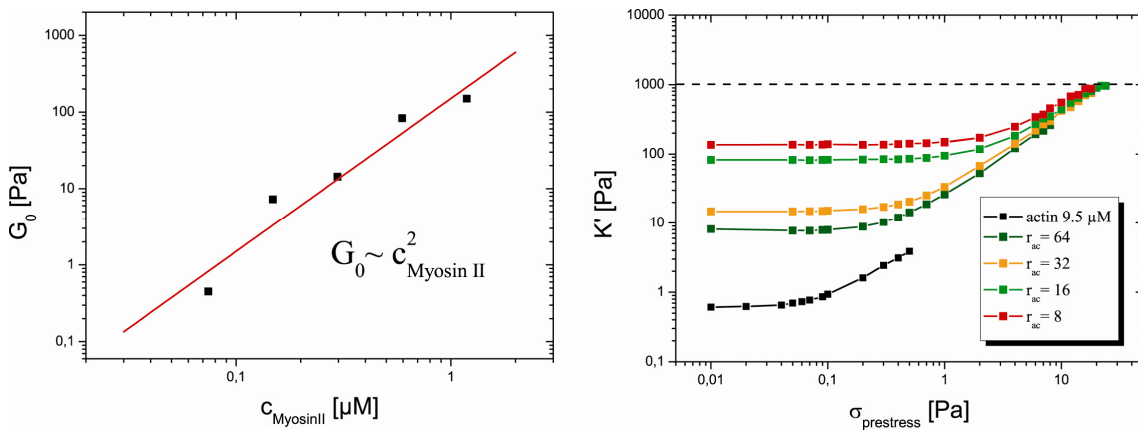 1000
100
10
1
0,1
G0 [Pa]
G0~ c2Myosin II
0,1
1
cMyosinII [µM]
10000
1000
100
10
1
0,1
K' [Pa]
actin 9.5 µM
rac= 64
rac= 32
rac= 16
rac= 8
0,01
0,1
1
10
σprestress [Pa]